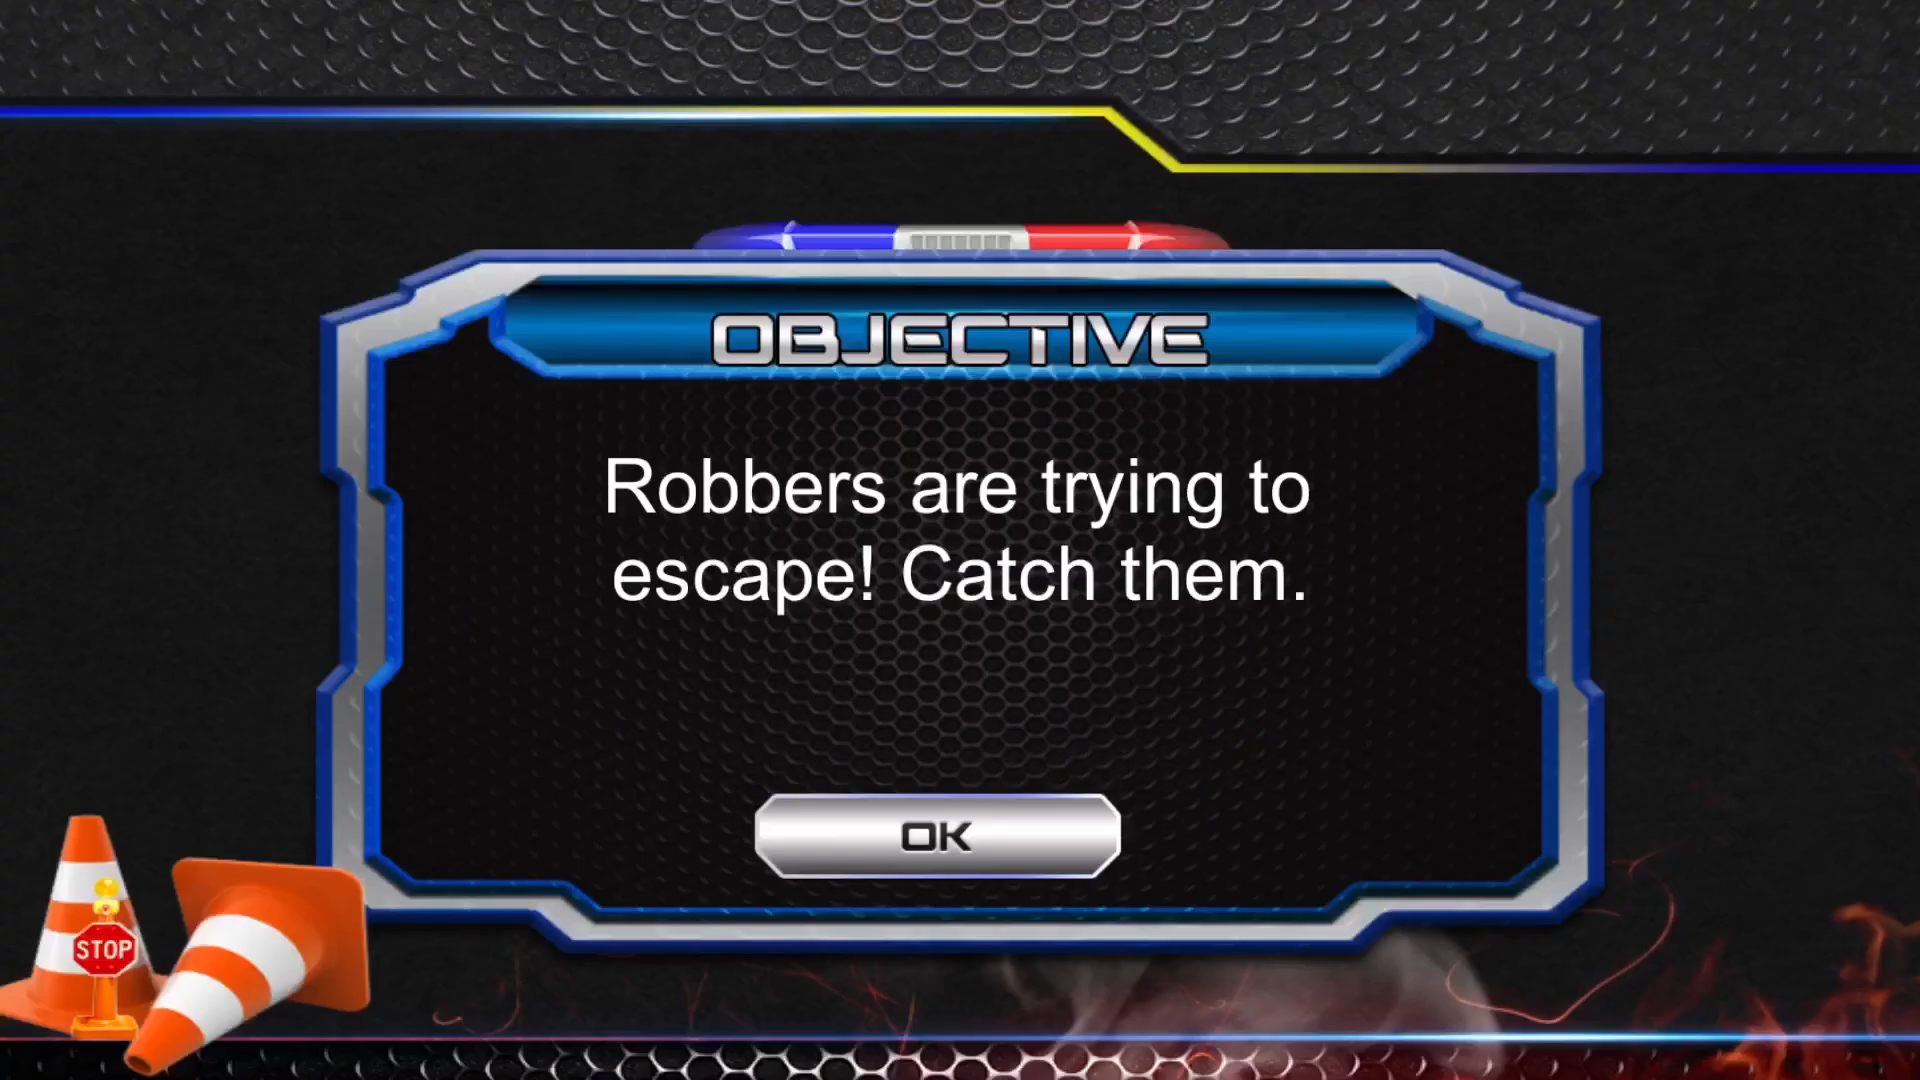 OBJECTIVE
Robbers are trying to
escape! Catch them.
OK
STOP